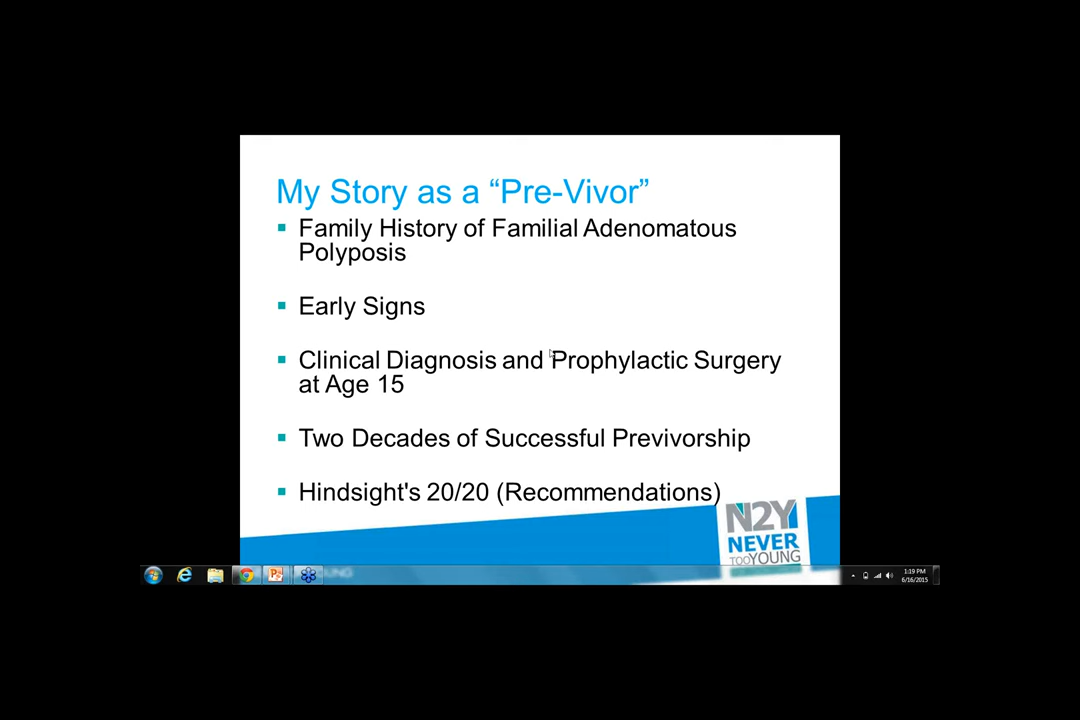 My Story as a “Pre-Vivor”
Family History of Familial Adenomatous
Polyposis
Early Signs
Clinical Diagnosis and Prophylactic Surgery
at Age 15
Two Decades of Successful Previvorship
Hindsight's 20/20 (Recommendations)
N2Y
NEVER
TOOYOUNG
1:19 PM
6/16/2015